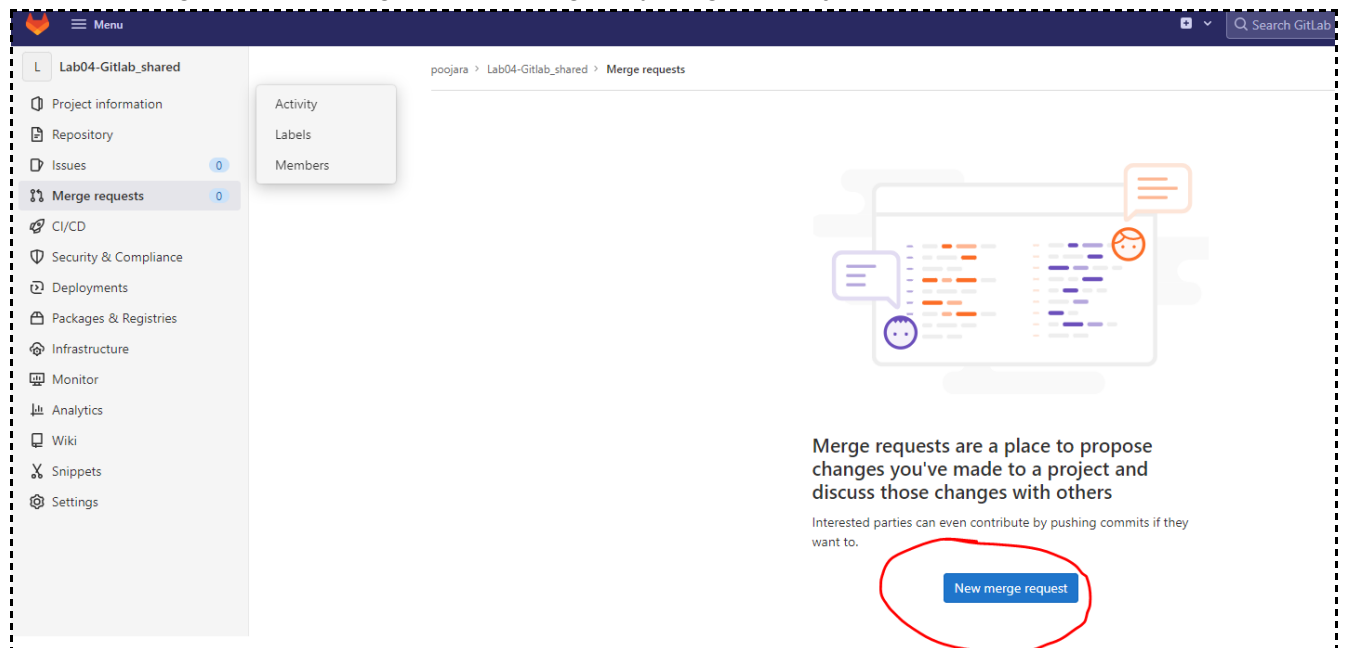 Menu
Search GitLab
L Lab04-Gitlab_shared
Project information
Repository
Issues 0
Merge requests 0
CI/CD
Security & Compliance
Deployments
Packages & Registries
Infrastructure
Monitor
Analytics
Wiki
Snippets
Settings
Activity
Labels
Members
poojara > Lab04-Gitlab_shared > Merge requests
Merge requests are a place to propose
changes you've made to a project and
discuss those changes with others
Interested parties can even contribute by pushing commits if they
want to.
New merge request